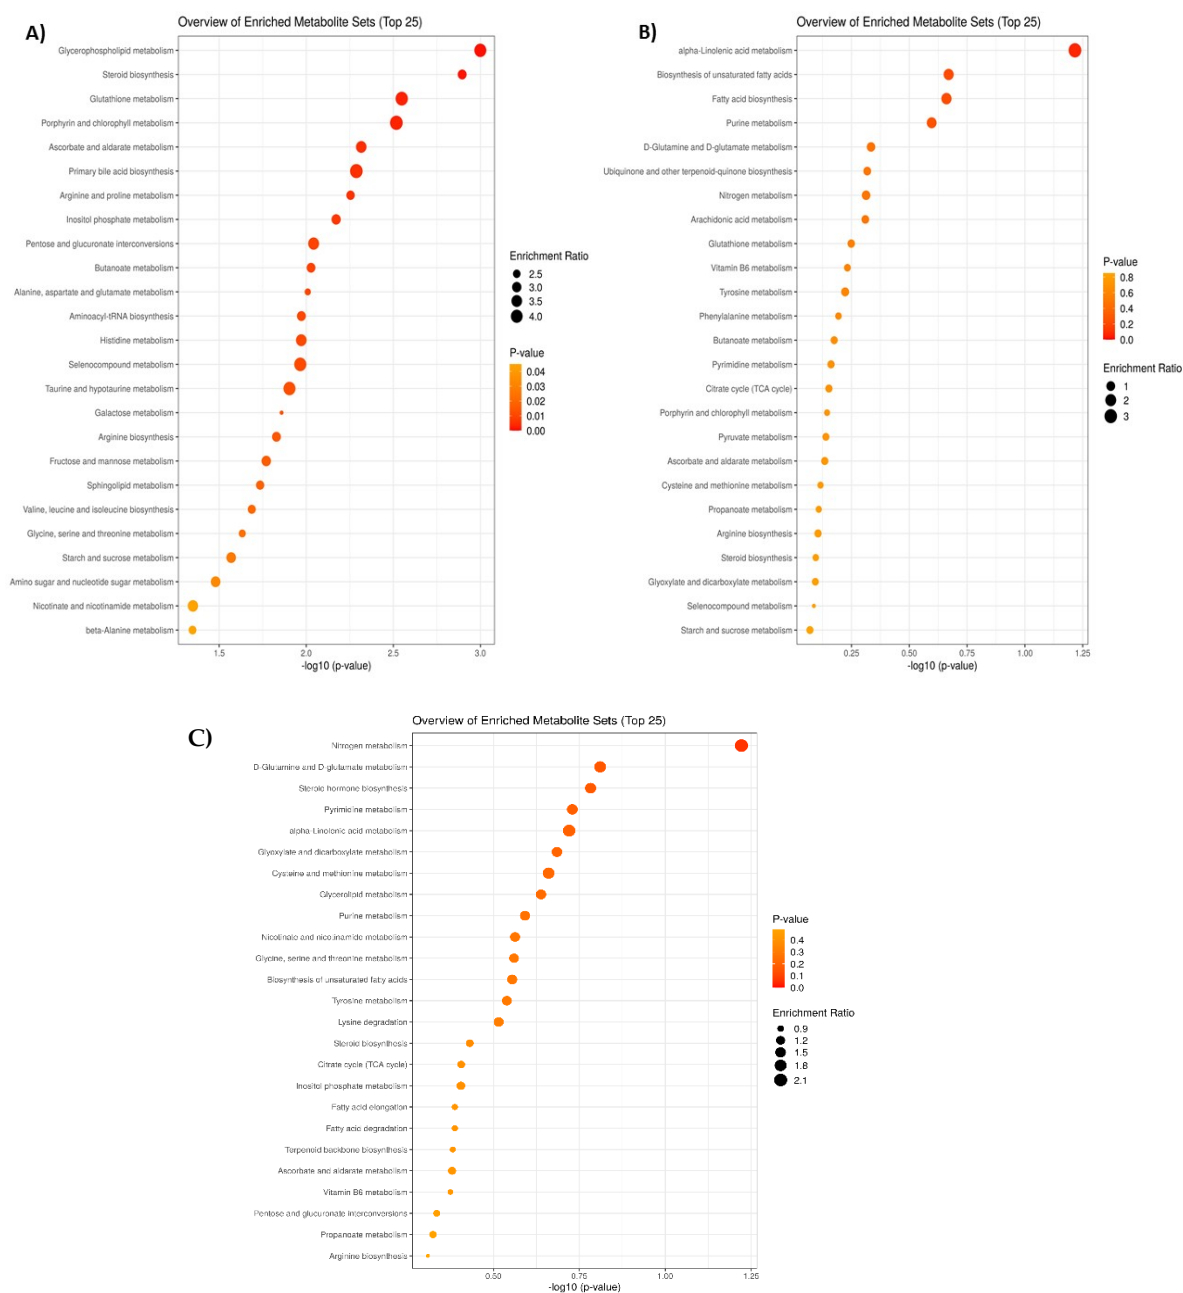 A)
Overview of Enriched Metabolite Sets (Top 25)
Glycerophospholipid metabolism
Steroid biosynthesis
Glutathione metabolism
Porphyrin and chlorophyll metabolism
Ascorbate and aldarate metabolism
Primary bile acid biosynthesis
Arginine and proline metabolism
Inositol phosphate metabolism
Pentose and glucuronate interconversions
Butanoate metabolism
Alanine, aspartate and glutamate metabolism
Aminoacyl-tRNA biosynthesis
Histidine metabolism
Selenocompound metabolism
Taurine and hypotaurine metabolism
Galactose metabolism
Arginine biosynthesis
Fructose and mannose metabolism
Sphingolipid metabolism
Valine, leucine and isoleucine biosynthesis
Glycine, serine and threonine metabolism
Starch and sucrose metabolism
Amino sugar and nucleotide sugar metabolism
Nicotinate and nicotinamide metabolism
beta-Alanine metabolism
1.5 2.0 2.5 3.0
-log10 (p-value)
Enrichment Ratio
2.5
3.0
3.5
4.0
P-value
0.04
0.03
0.02
0.01
0.00
B)
Overview of Enriched Metabolite Sets (Top 25)
alpha-Linolenic acid metabolism
Biosynthesis of unsaturated fatty acids
Fatty acid biosynthesis
Purine metabolism
D-Glutamine and D-glutamate metabolism
Ubiquinone and other terpenoid-quinone biosynthesis
Nitrogen metabolism
Arachidonic acid metabolism
Glutathione metabolism
Vitamin B6 metabolism
Tyrosine metabolism
Phenylalanine metabolism
Butanoate metabolism
Pyrimidine metabolism
Citrate cycle (TCA cycle)
Porphyrin and chlorophyll metabolism
Pyruvate metabolism
Ascorbate and aldarate metabolism
Cysteine and methionine metabolism
Propanoate metabolism
Arginine biosynthesis
Steroid biosynthesis
Glyoxylate and dicarboxylate metabolism
Selenocompound metabolism
Starch and sucrose metabolism
0.25 0.50 0.75 1.00 1.25
-log10 (p-value)
P-value
0.8
0.6
0.4
0.2
0.0
Enrichment Ratio
1
2
3
C)
Overview of Enriched Metabolite Sets (Top 25)
Nitrogen metabolism
D-Glutamine and D-glutamate metabolism
Steroid hormone biosynthesis
Pyrimidine metabolism
alpha-Linolenic acid metabolism
Glyoxylate and dicarboxylate metabolism
Cysteine and methionine metabolism
Glycerolipid metabolism
Purine metabolism
Nicotinate and nicotinamide metabolism
Glycine, serine and threonine metabolism
Biosynthesis of unsaturated fatty acids
Tyrosine metabolism
Lysine degradation
Steroid biosynthesis
Citrate cycle (TCA cycle)
Inositol phosphate metabolism
Fatty acid elongation
Fatty acid degradation
Terpenoid backbone biosynthesis
Ascorbate and aldarate metabolism
Vitamin B6 metabolism
Pentose and glucuronate interconversions
Propanoate metabolism
Arginine biosynthesis
0.50 0.75 1.00 1.25
-log10 (p-value)
P-value
0.4
0.3
0.2
0.1
0.0
Enrichment Ratio
0.9
1.2
1.5
1.8
2.1